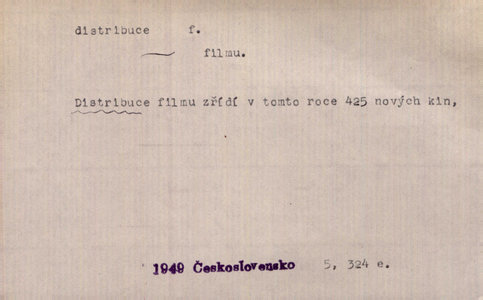 distribuce f.
filmu.
Distribuce filmu zřídí v tomto roce 425 nových kin,
1949 Československo 5, 324 e.